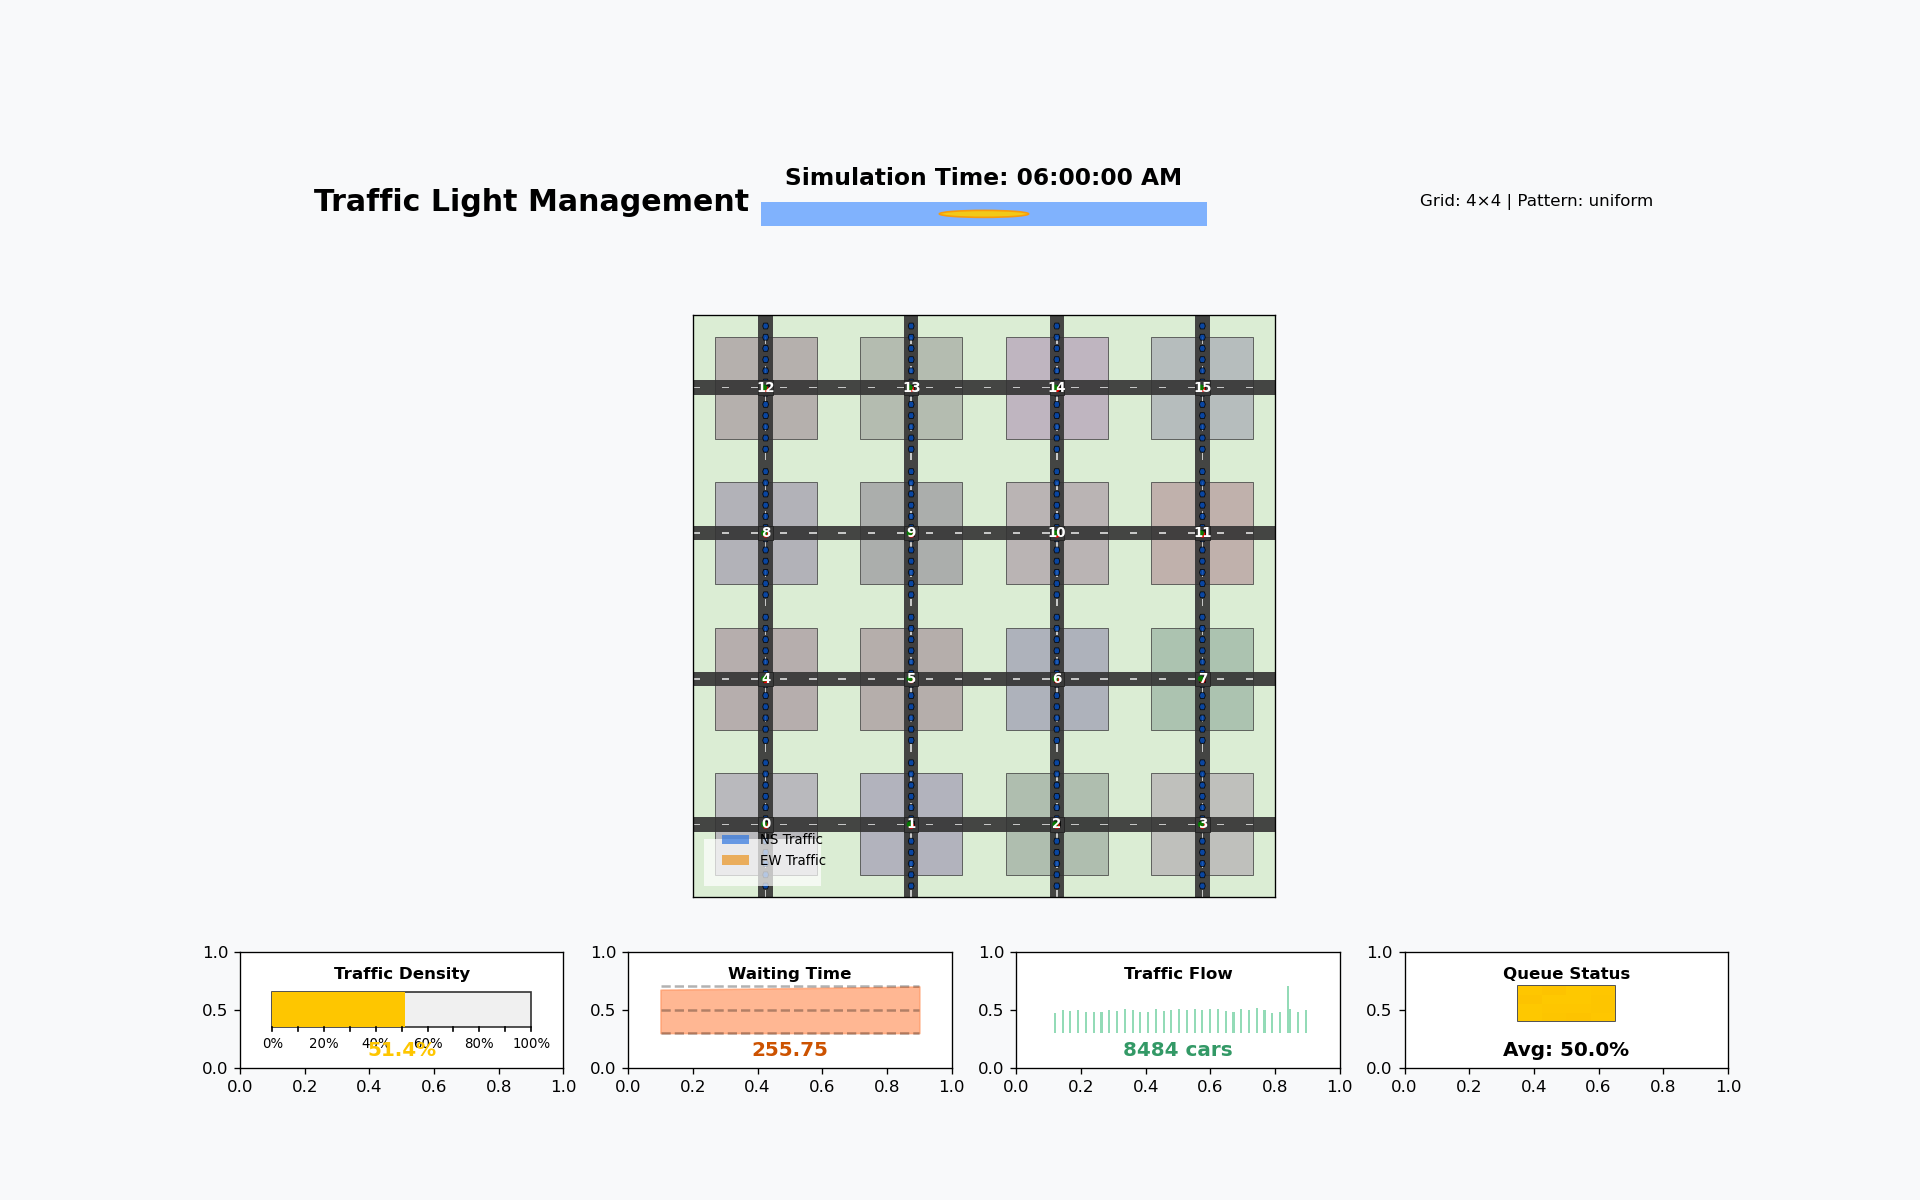 Simulation Time: 06:00:00 AM
Traffic Light Management
Grid: 4×4 | Pattern: uniform
12 13 14 15
8 9 10 11
4 5 6 7
0 1 2 3
NS Traffic
EW Traffic
Traffic Density
1.0
0.5
0.0
0% 20% 40% 60% 80% 100%
51.4%
0.0 0.2 0.4 0.6 0.8 1.0
Waiting Time
1.0
0.5
0.0
255.75
0.0 0.2 0.4 0.6 0.8 1.0
Traffic Flow
1.0
0.5
0.0
8484 cars
0.0 0.2 0.4 0.6 0.8 1.0
Queue Status
1.0
0.5
0.0
Avg: 50.0%
0.0 0.2 0.4 0.6 0.8 1.0